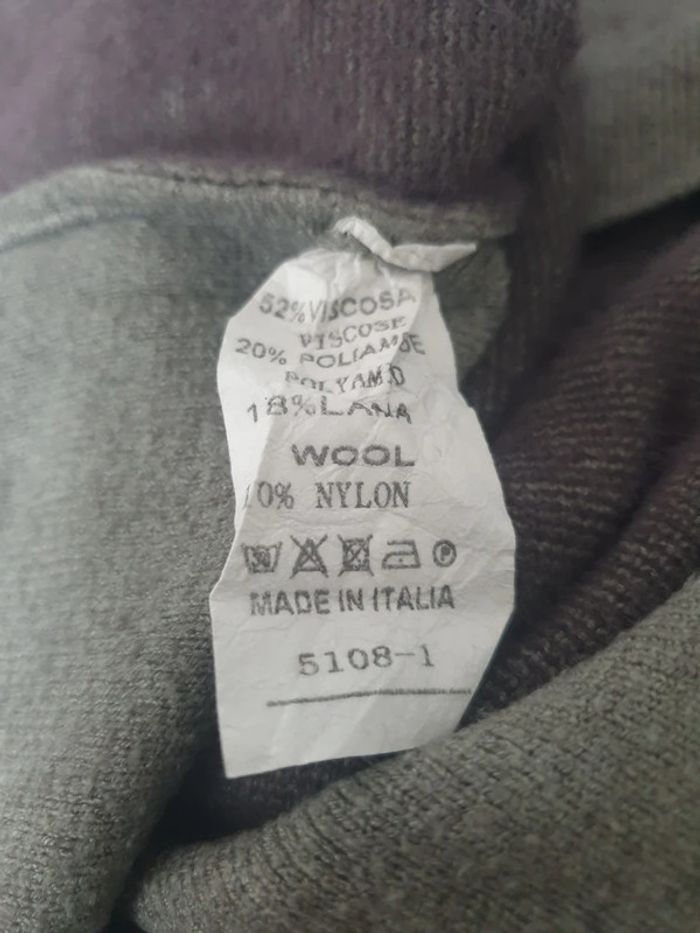 52% VISCOSA
VISCOSE
20% POLIAMIDE
POLYAMID
18% LANA
WOOL
10% NYLON
MADE IN ITALIA
5108-1